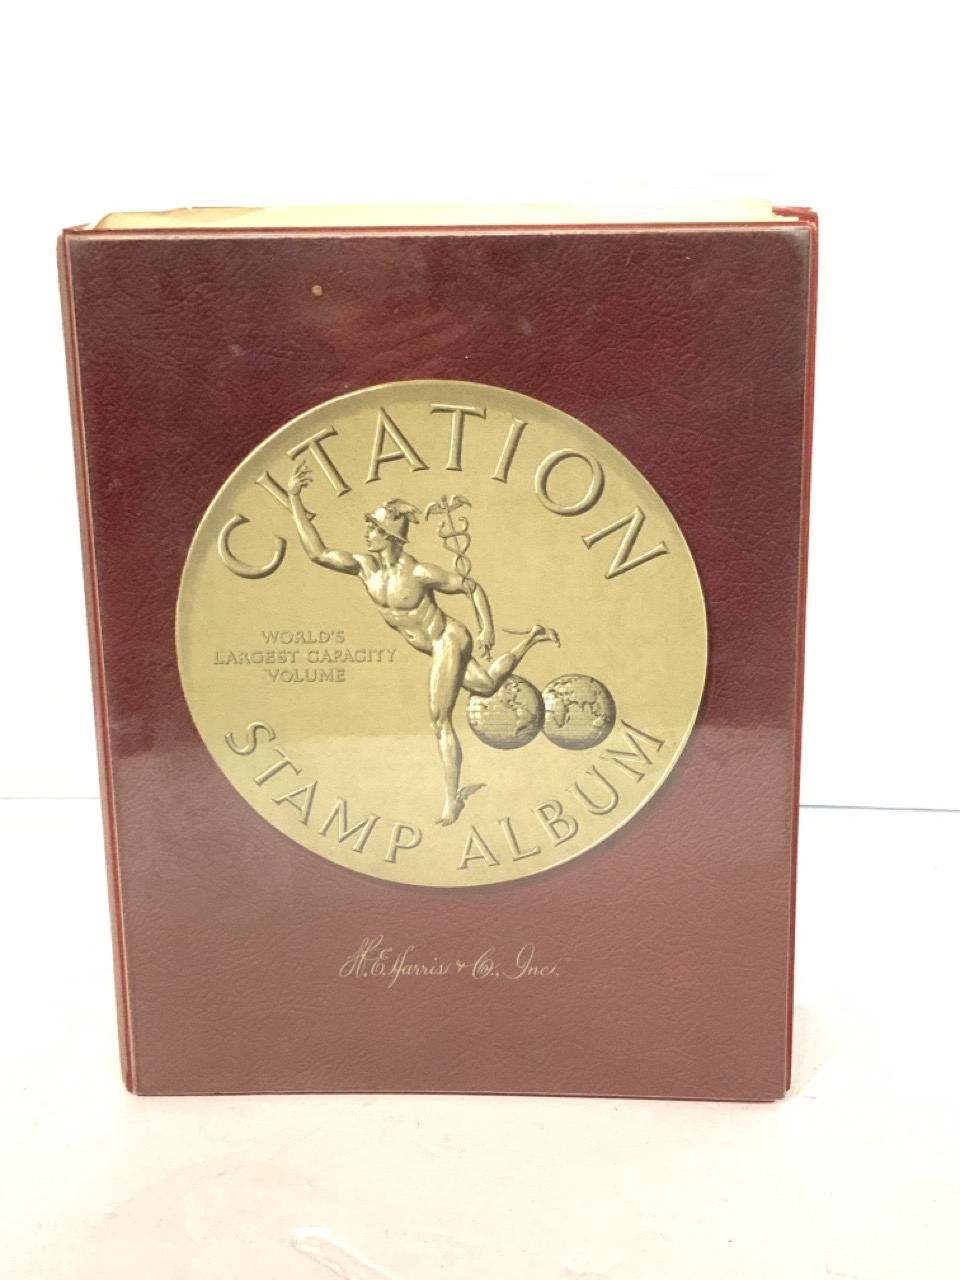 CITATION
WORLD'S
LARGEST CAPACITY
VOLUME
STAMP ALBUM
H. E. Harris & Co., Inc.